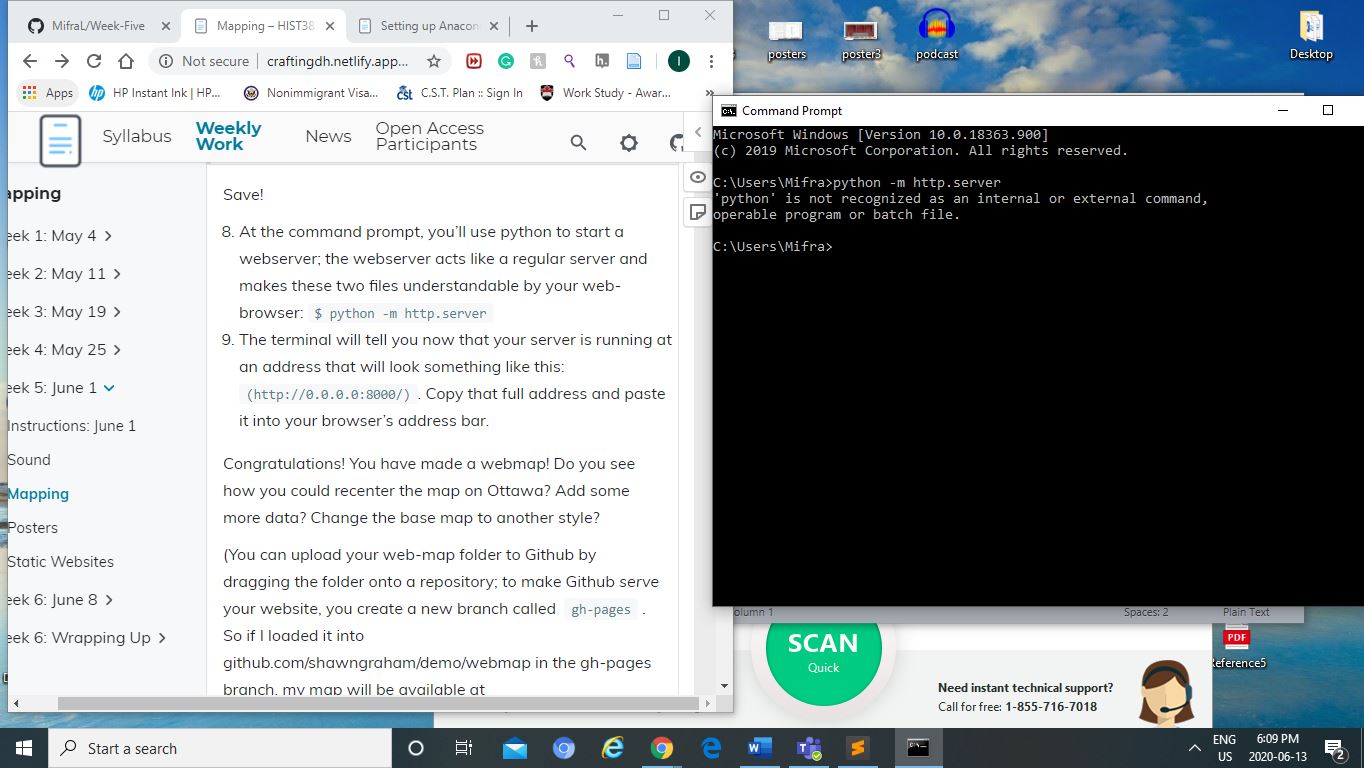 MifraL/Week-Five
Mapping – HIST38
Setting up Anacon
Not secure
craftingdh.netlify.app...
Apps
HP Instant Ink | HP...
Nonimmigrant Visa...
C.S.T. Plan :: Sign In
Work Study - Awar...
Syllabus
Weekly Work
News
Open Access Participants
apping
eek 1: May 4
eek 2: May 11
eek 3: May 19
eek 4: May 25
eek 5: June 1
Instructions: June 1
Sound
Mapping
Posters
Static Websites
eek 6: June 8
eek 6: Wrapping Up
Save!
8. At the command prompt, you’ll use python to start a
webserver; the webserver acts like a regular server and
makes these two files understandable by your web-
browser: $ python -m http.server
9. The terminal will tell you now that your server is running at
an address that will look something like this:
(http://0.0.0.0:8000/) . Copy that full address and paste
it into your browser’s address bar.
Congratulations! You have made a webmap! Do you see
how you could recenter the map on Ottawa? Add some
more data? Change the base map to another style?
(You can upload your web-map folder to Github by
dragging the folder onto a repository; to make Github serve
your website, you create a new branch called gh-pages .
So if I loaded it into
github.com/shawngraham/demo/webmap in the gh-pages
branch, my map will be available at
posters
poster3
podcast
Desktop
Command Prompt
Microsoft Windows [Version 10.0.18363.900]
(c) 2019 Microsoft Corporation. All rights reserved.
C:\Users\Mifra>python -m http.server
'python' is not recognized as an internal or external command,
operable program or batch file.
C:\Users\Mifra>
olumn 1
Spaces: 2
Plain Text
SCAN
Quick
PDF
Reference5
Need instant technical support?
Call for free: 1-855-716-7018
Start a search
ENG
US
6:09 PM
2020-06-13
2